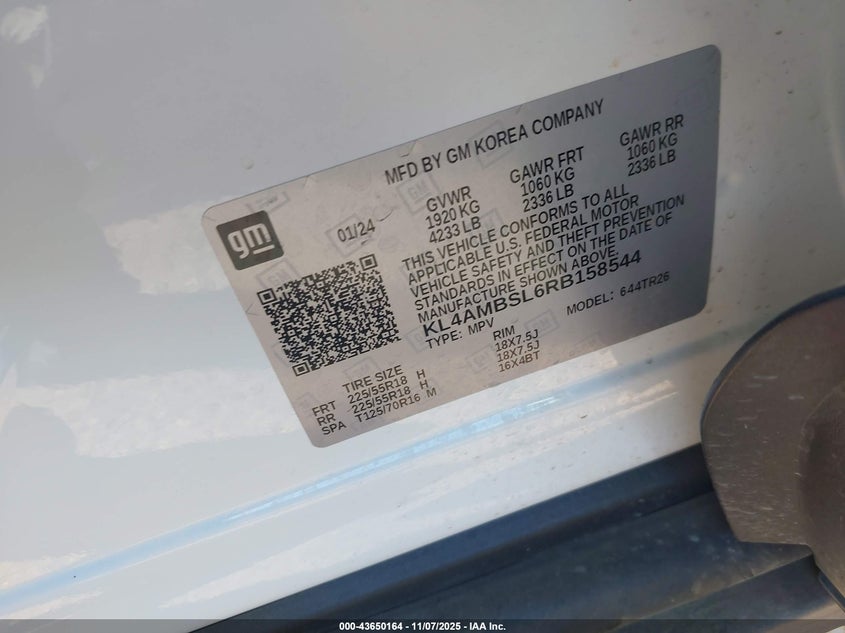 MFD BY GM KOREA COMPANY
gm
01/24
GVWR GAWR FRT GAWR RR
1920 KG 1060 KG 1060 KG
4233 LB 2336 LB 2336 LB
THIS VEHICLE CONFORMS TO ALL
APPLICABLE U.S. FEDERAL MOTOR
VEHICLE SAFETY AND THEFT PREVENTION
STANDARDS IN EFFECT ON THE DATE OF
MANUFACTURE SHOWN ABOVE.
KL4AMBSL6RB158544
TYPE: MPV MODEL: 644TR26
TIRE SIZE RIM
FRT 225/55R18 H 18X7.5J
RR 225/55R18 H 18X7.5J
SPA T125/70R16 M 16X4BT
000-43650164 - 11/07/2025 - IAA Inc.